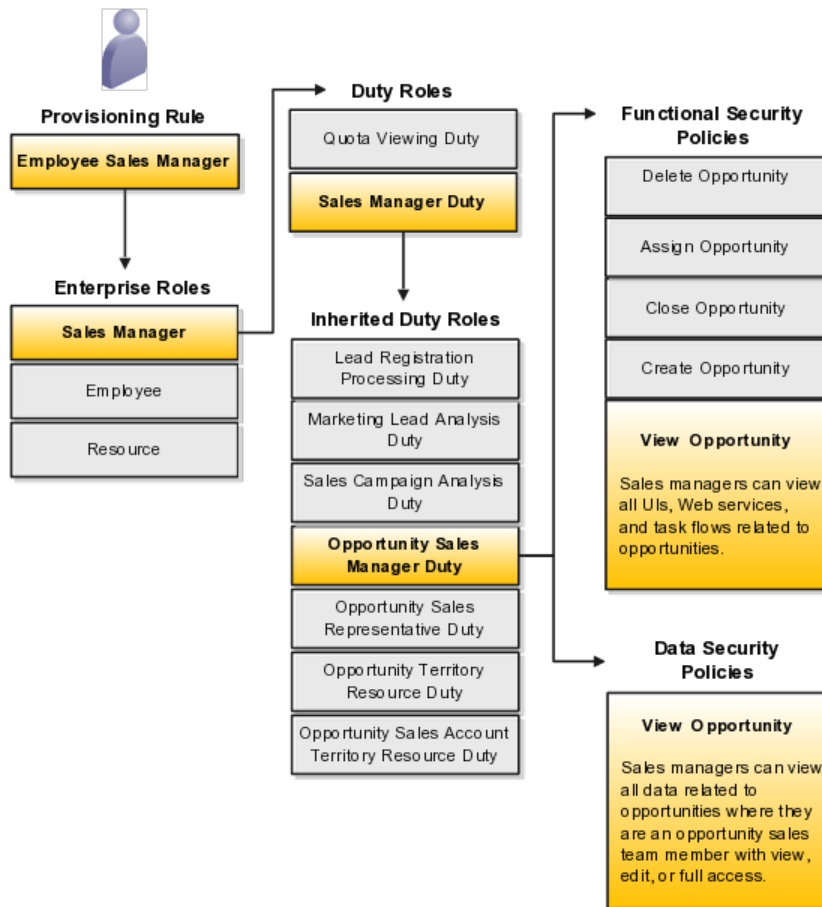 Provisioning Rule
Employee Sales Manager
Enterprise Roles
Sales Manager
Employee
Resource
Duty Roles
Quota Viewing Duty
Sales Manager Duty
Inherited Duty Roles
Lead Registration
Processing Duty
Marketing Lead Analysis
Duty
Sales Campaign Analysis
Duty
Opportunity Sales
Manager Duty
Opportunity Sales
Representative Duty
Opportunity Territory
Resource Duty
Opportunity Sales Account
Territory Resource Duty
Functional Security
Policies
Delete Opportunity
Assign Opportunity
Close Opportunity
Create Opportunity
View Opportunity
Sales managers can view
all UIs, Web services,
and task flows related to
opportunities.
Data Security
Policies
View Opportunity
Sales managers can view
all data related to
opportunities where they
are an opportunity sales
team member with view,
edit, or full access.